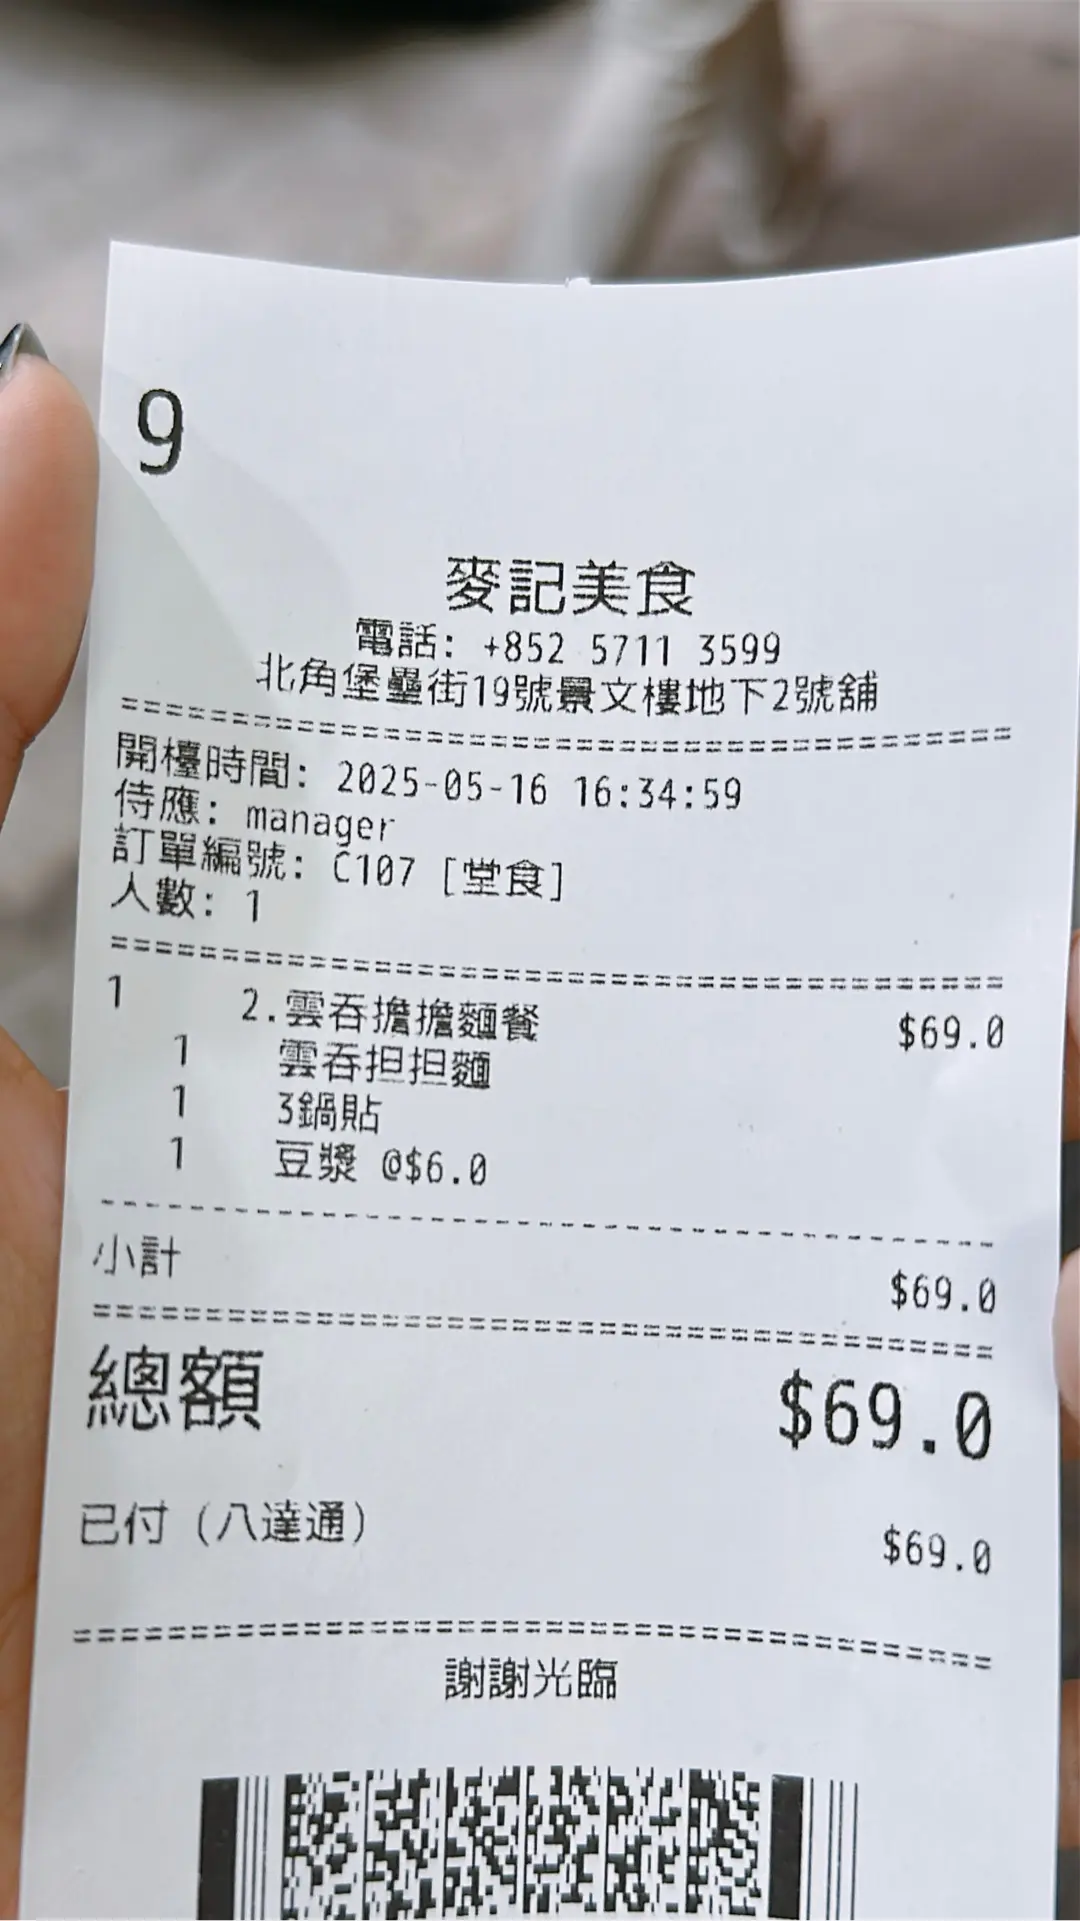 9
麥記美食
電話: +852 5711 3599
北角堡壘街19號景文樓地下2號舖
開檯時間: 2025-05-16 16:34:59
侍應: manager
訂單編號: C107 [堂食]
人數: 1
1 2.雲吞擔擔麵餐 $69.0
1 雲吞担担麵
1 3鍋貼
1 豆漿 @$6.0
小計 $69.0
總額 $69.0
已付 (八達通) $69.0
謝謝光臨